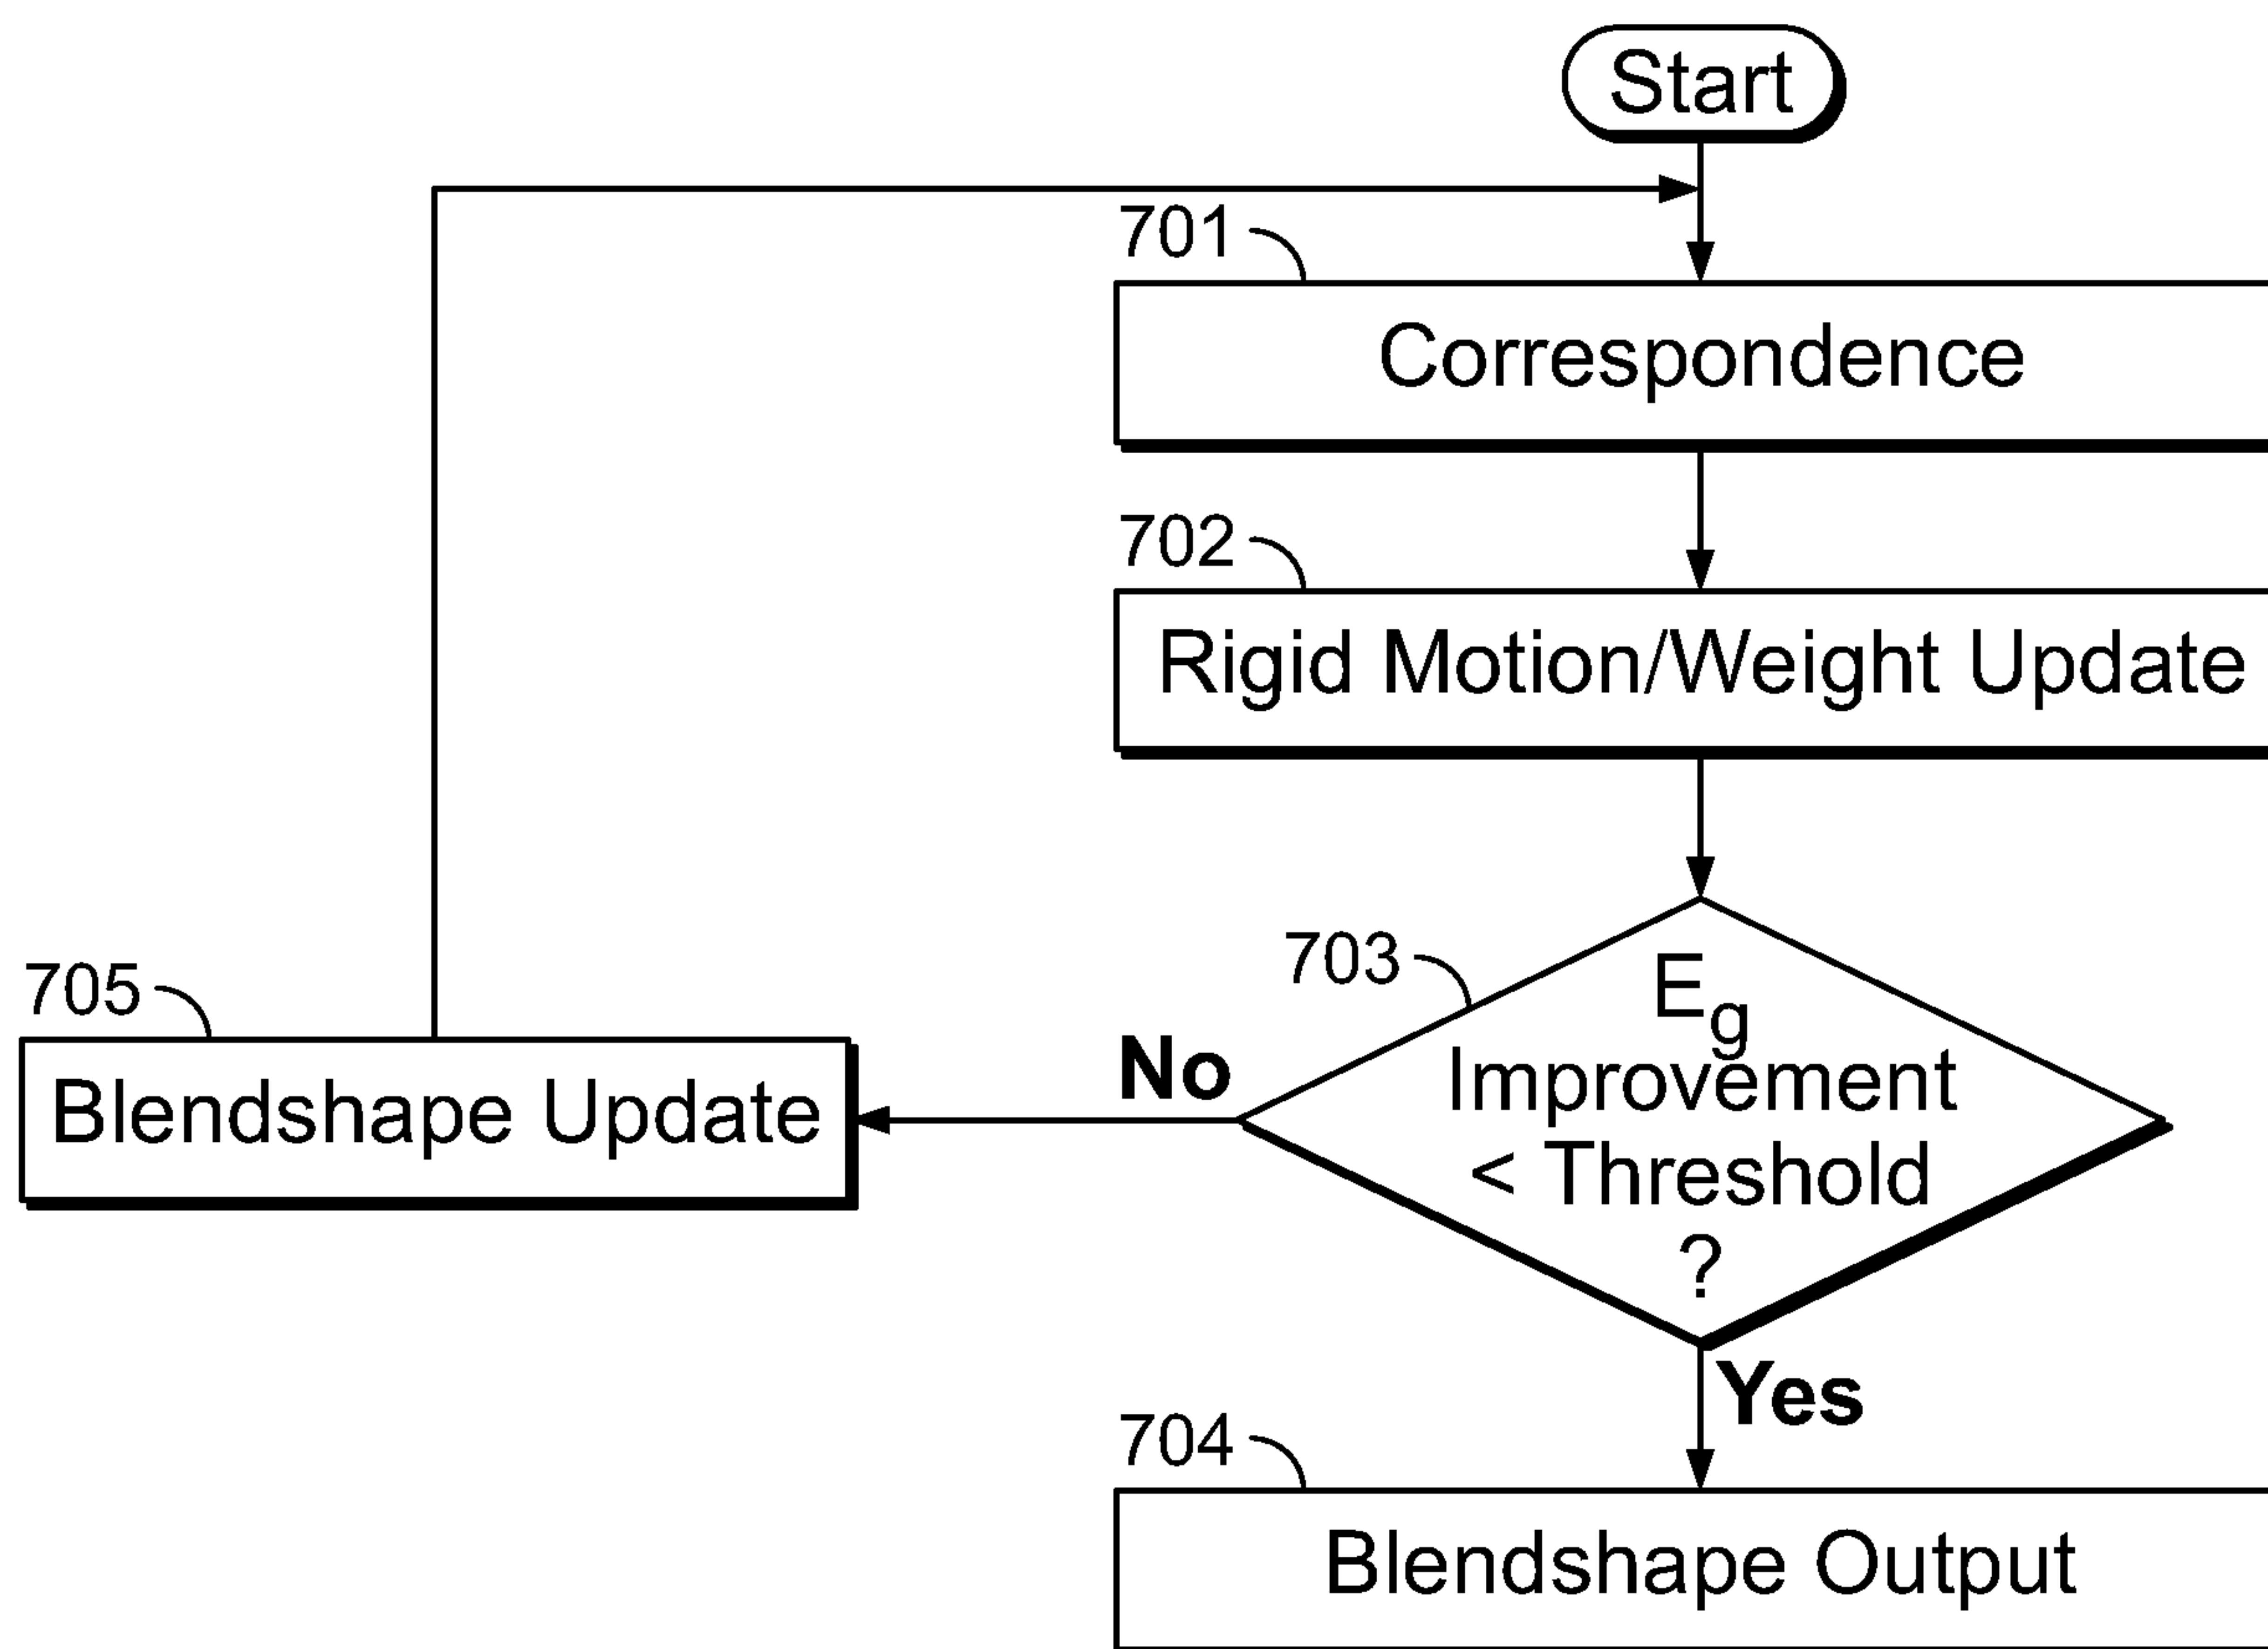 Start
701
Correspondence
702
Rigid Motion/Weight Update
703
E_g
Improvement
< Threshold
?
No
705
Blendshape Update
Yes
704
Blendshape Output